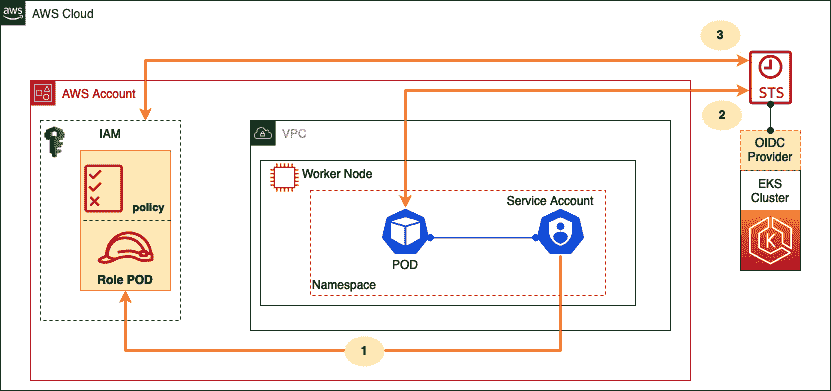 aws
AWS Cloud
3
AWS Account
STS
2
IAM
VPC
OIDC
Provider
Worker Node
EKS
Cluster
policy
Service Account
K
POD
Role POD
Namespace
1